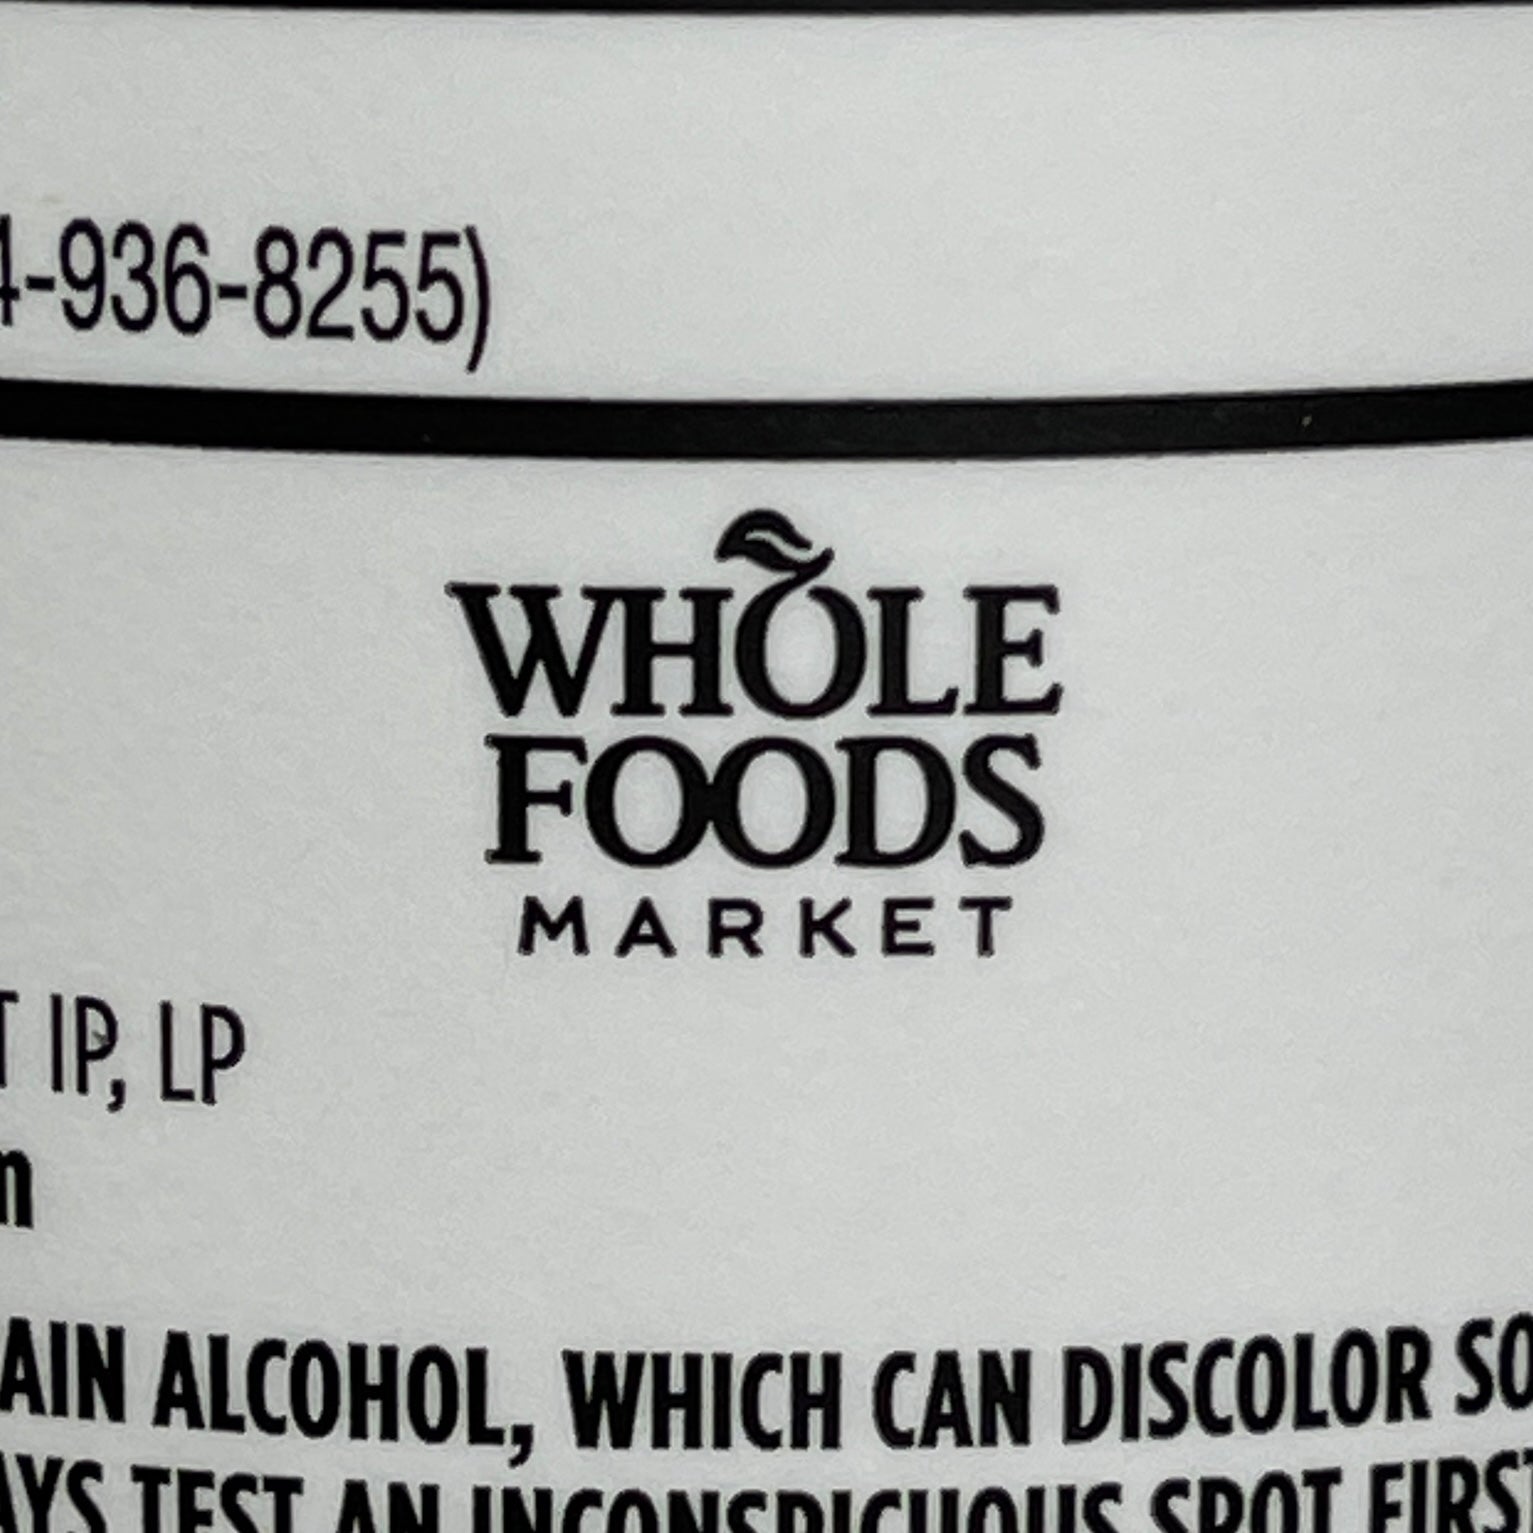 4-936-8255)
WHOLE
FOODS
MARKET
T IP, LP
m
AIN ALCOHOL, WHICH CAN DISCOLOR SO
AYS TEST AN INCONSPICUOUS SPOT FIRST